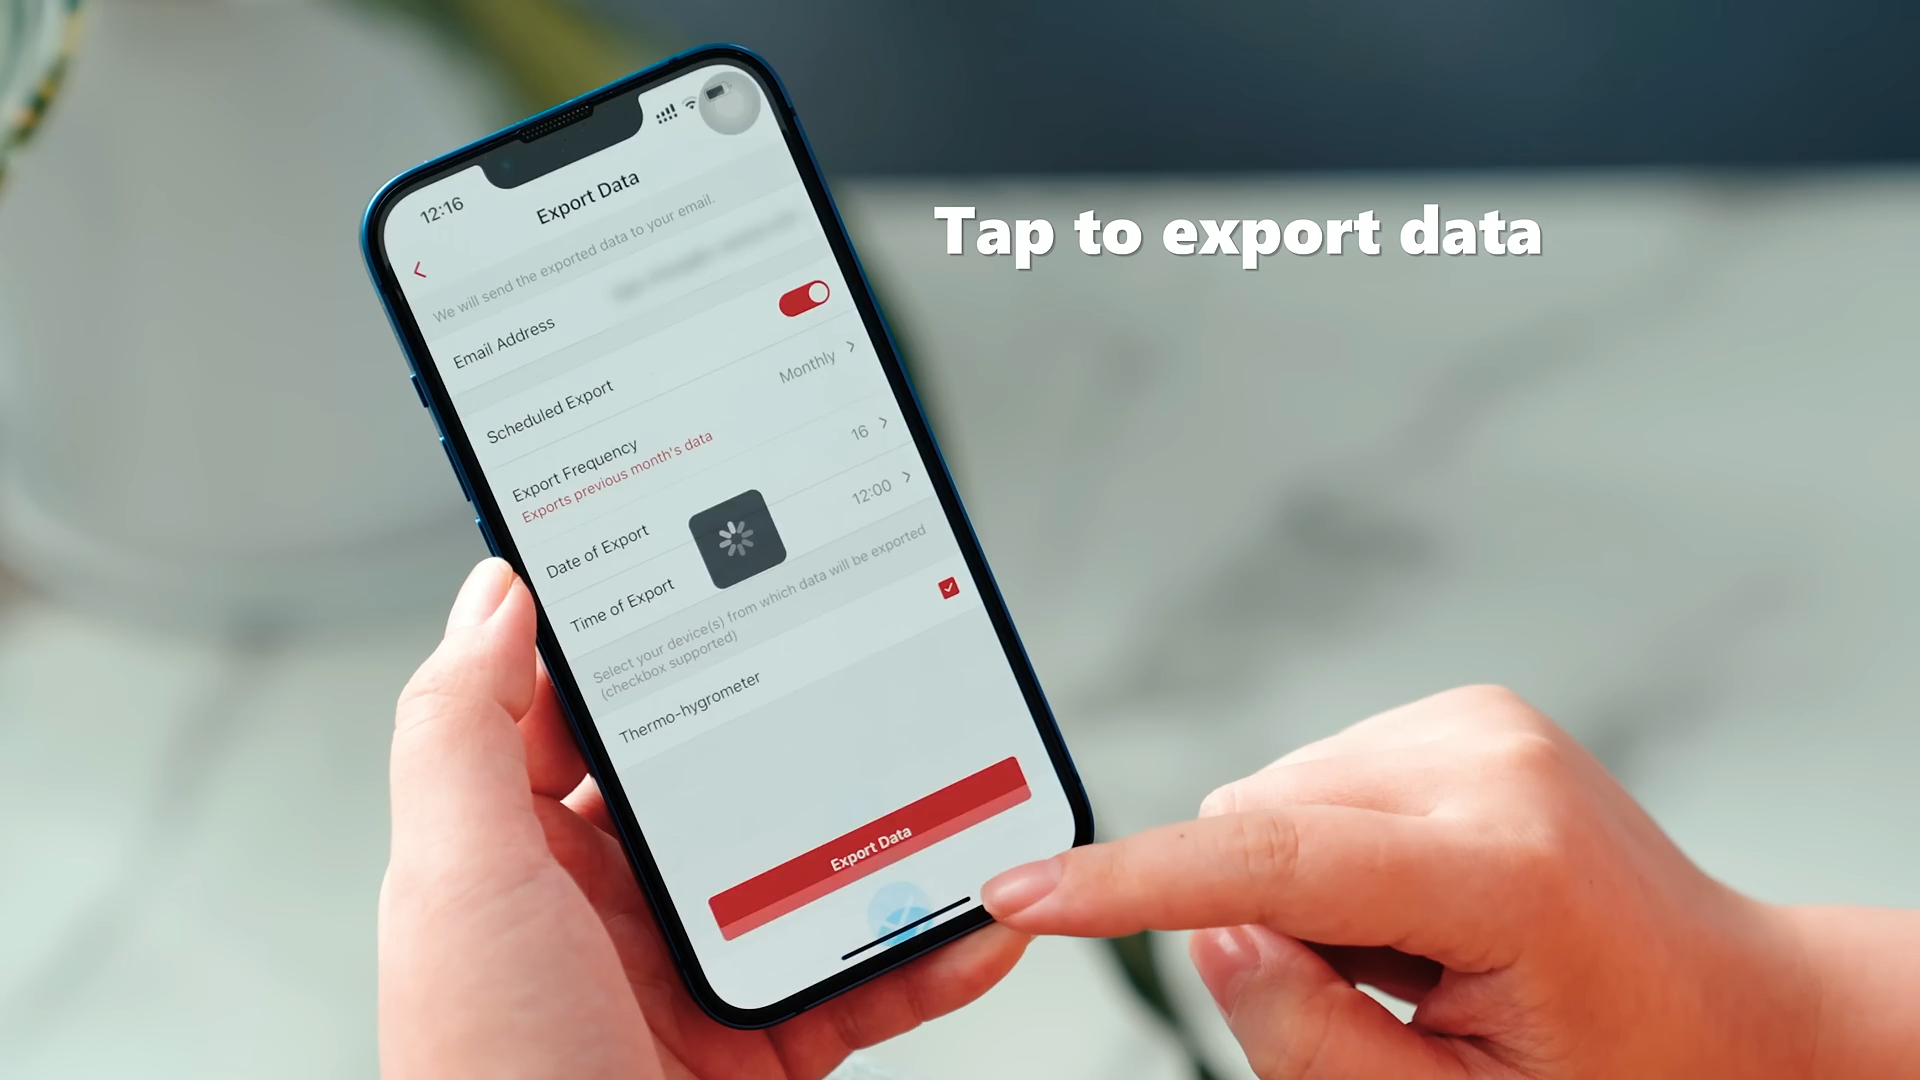 12:16
Export Data
We will send the exported data to your email.
Email Address
Scheduled Export
Export Frequency
Monthly
Exports previous month's data
Date of Export
16
Time of Export
12:00
Select your device(s) from which data will be exported
(checkbox supported)
Thermo-hygrometer
Export Data
Tap to export data